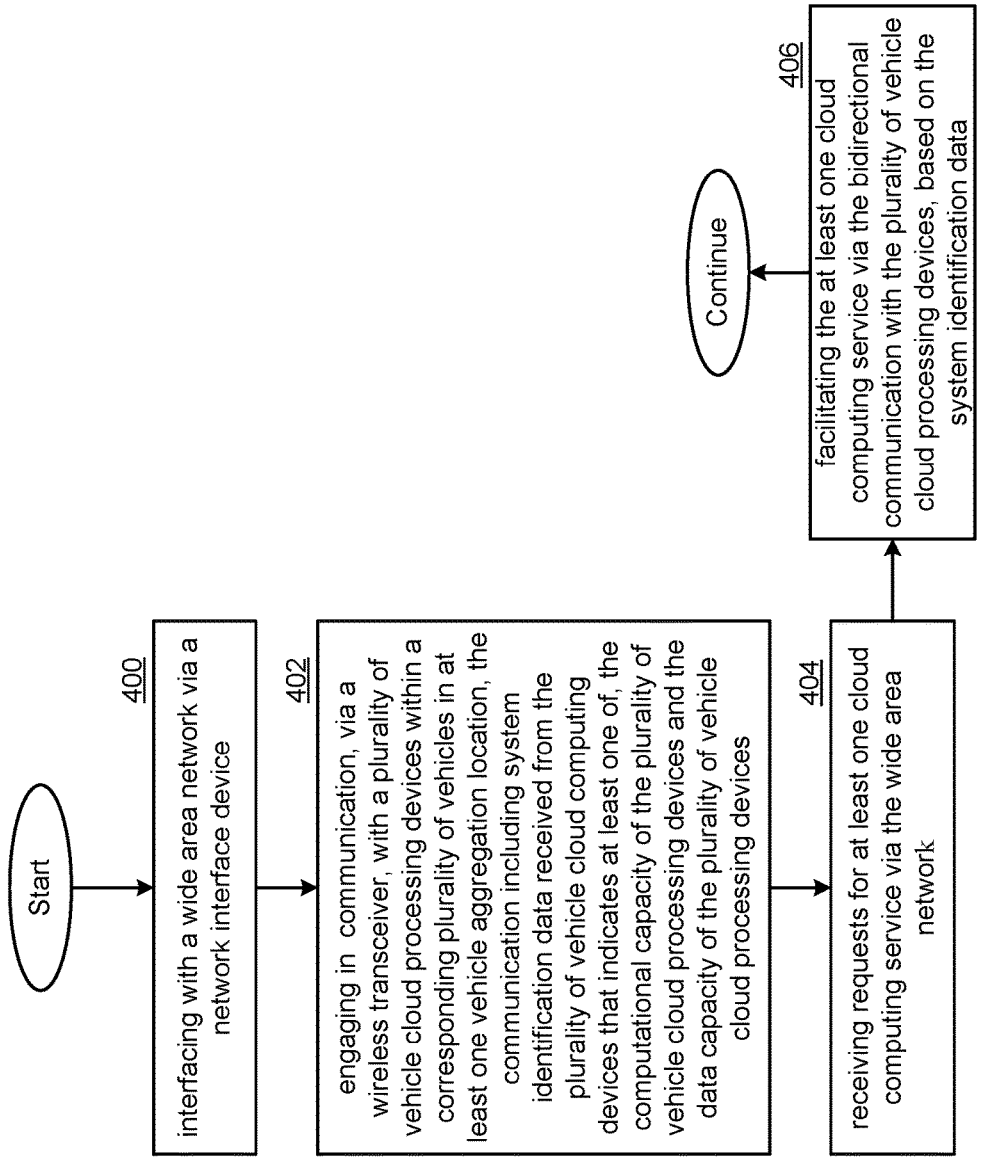 Start
400
interfacing with a wide area network via a
network interface device
402
engaging in communication, via a
wireless transceiver, with a plurality of
vehicle cloud processing devices within a
corresponding plurality of vehicles in at
least one vehicle aggregation location, the
communication including system
identification data received from the
plurality of vehicle cloud computing
devices that indicates at least one of, the
computational capacity of the plurality of
vehicle cloud processing devices and the
data capacity of the plurality of vehicle
cloud processing devices
404
receiving requests for at least one cloud
computing service via the wide area
network
406
facilitating the at least one cloud
computing service via the bidirectional
communication with the plurality of vehicle
cloud processing devices, based on the
system identification data
Continue